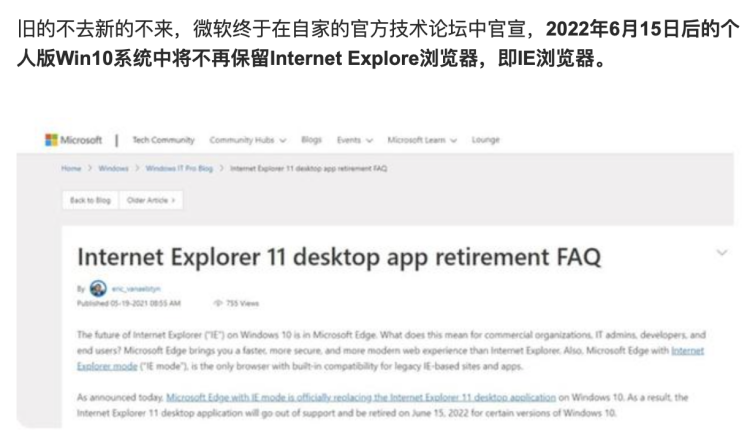 旧的不去新的不来，微软终于在自家的官方技术论坛中官宣，2022年6月15日后的个
人版Win10系统中将不再保留Internet Explore浏览器，即IE浏览器。
Microsoft | Tech Community Community Hubs Blogs Events Microsoft Learn Lounge
Home > Windows > Windows IT Pro Blog > Internet Explorer 11 desktop app retirement FAQ
Back to Blog Older Article >
Internet Explorer 11 desktop app retirement FAQ
By eric_vanaelstyn
Published 05-19-2021 08:55 AM 755 Views
The future of Internet Explorer ("IE") on Windows 10 is in Microsoft Edge. What does this mean for commercial organizations, IT admins, developers, and
end users? Microsoft Edge brings you a faster, more secure, and more modern web experience than Internet Explorer. Also, Microsoft Edge with Internet
Explorer mode ("IE mode"), is the only browser with built-in compatibility for legacy IE-based sites and apps.
As announced today, Microsoft Edge with IE mode is officially replacing the Internet Explorer 11 desktop application on Windows 10. As a result, the
Internet Explorer 11 desktop application will go out of support and be retired on June 15, 2022 for certain versions of Windows 10.